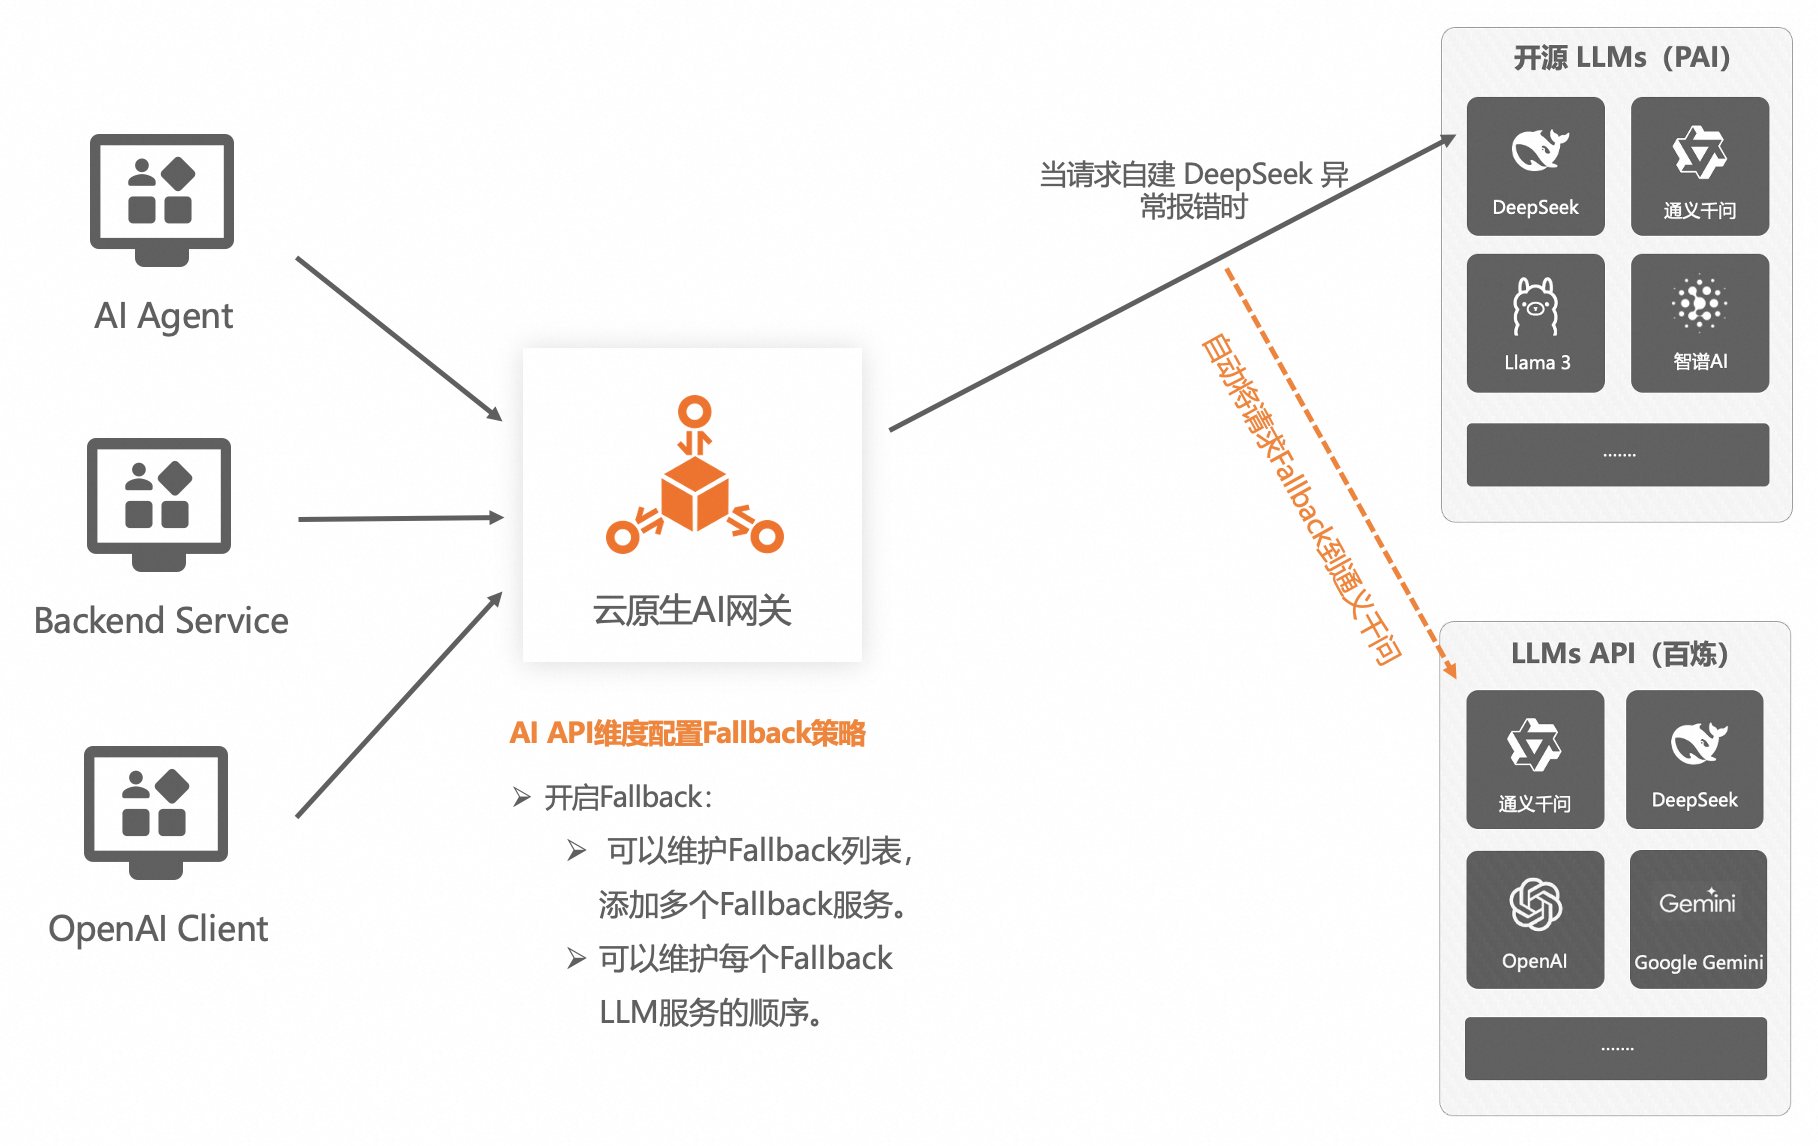 AI Agent
Backend Service
OpenAI Client
云原生AI网关
AI API维度配置Fallback策略
开启Fallback：
可以维护Fallback列表，
添加多个Fallback服务。
可以维护每个Fallback
LLM服务的顺序。
当请求自建 DeepSeek 异
常报错时
自动将请求Fallback到通义千问
开源 LLMs（PAI）
DeepSeek
通义千问
Llama 3
智谱AI
·······
LLMs API（百炼）
通义千问
DeepSeek
OpenAI
Gemini
Google Gemini
·······